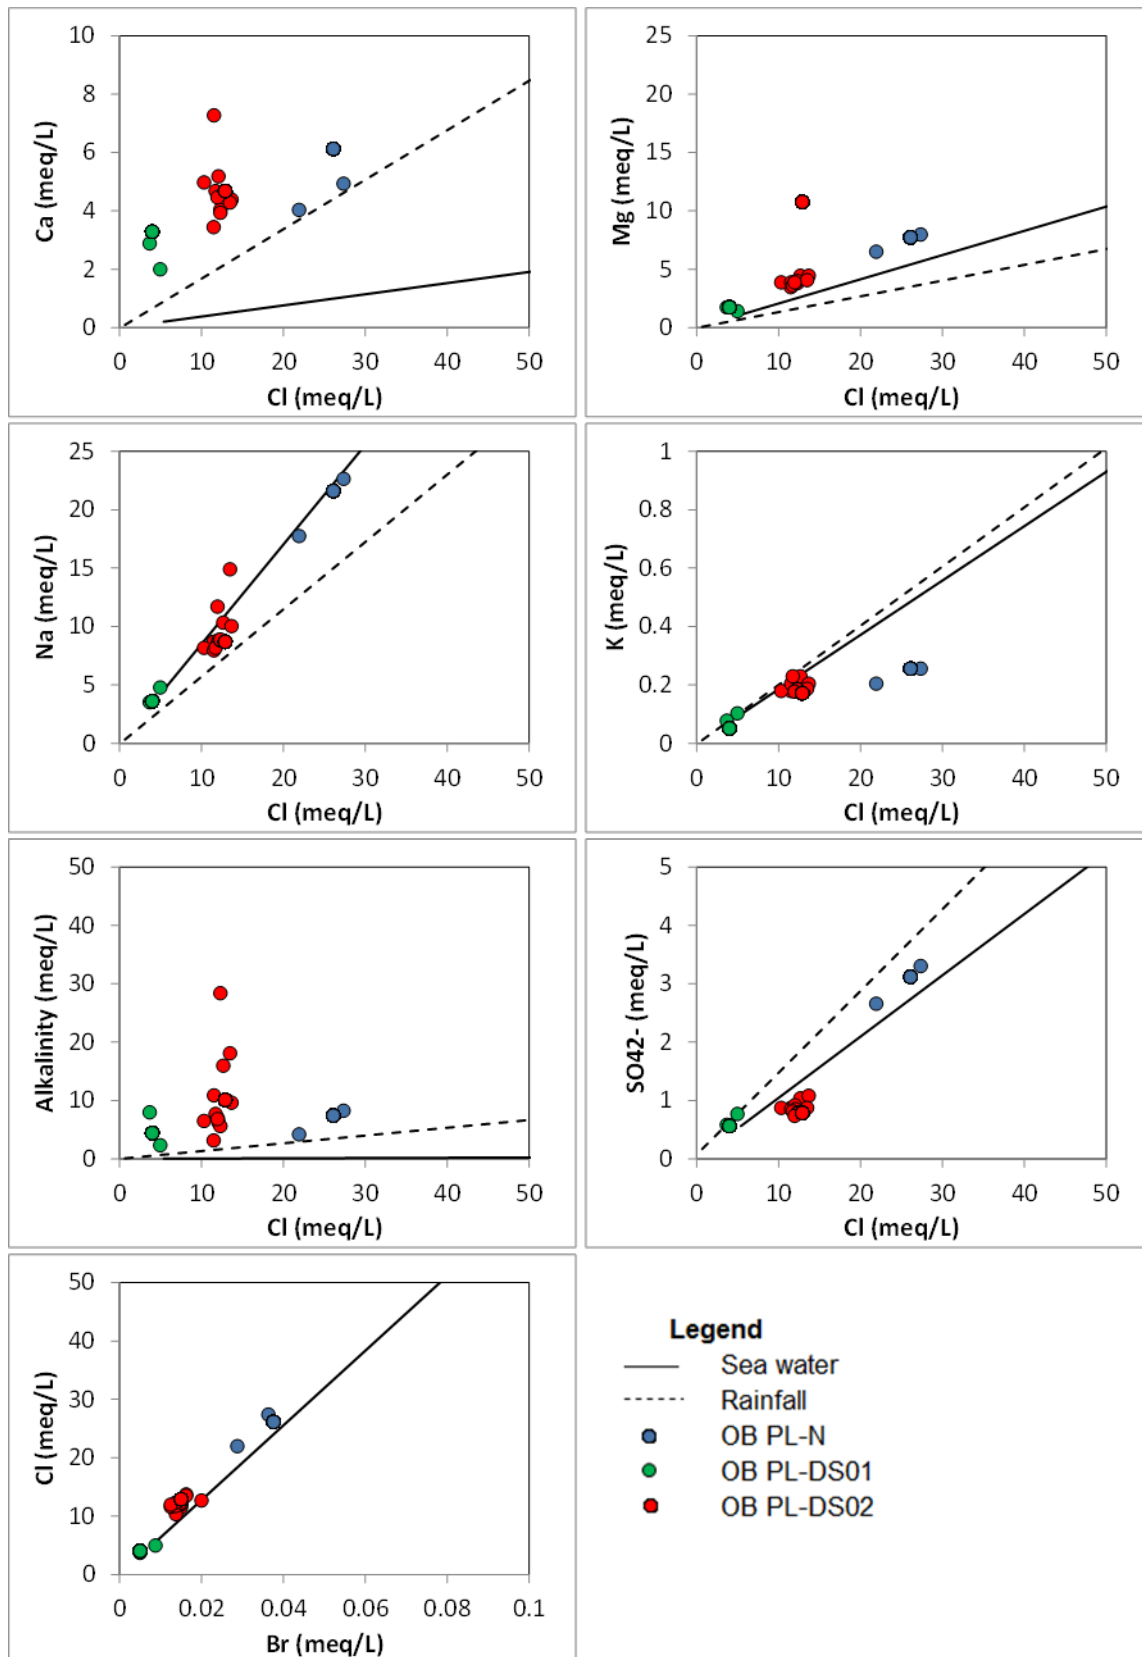 10
8
6
4
2
0
Ca (meq/L)
0 10 20 30 40 50
Cl (meq/L)
25
20
15
10
5
0
Mg (meq/L)
0 10 20 30 40 50
Cl (meq/L)
25
20
15
10
5
0
Na (meq/L)
0 10 20 30 40 50
Cl (meq/L)
1
0.8
0.6
0.4
0.2
0
K (meq/L)
0 10 20 30 40 50
Cl (meq/L)
50
40
30
20
10
0
Alkalinity (meq/L)
0 10 20 30 40 50
Cl (meq/L)
5
4
3
2
1
0
SO42- (meq/L)
0 10 20 30 40 50
Cl (meq/L)
50
40
30
20
10
0
Cl (meq/L)
0 0.02 0.04 0.06 0.08 0.1
Br (meq/L)
Legend
Sea water
Rainfall
OB PL-N
OB PL-DS01
OB PL-DS02